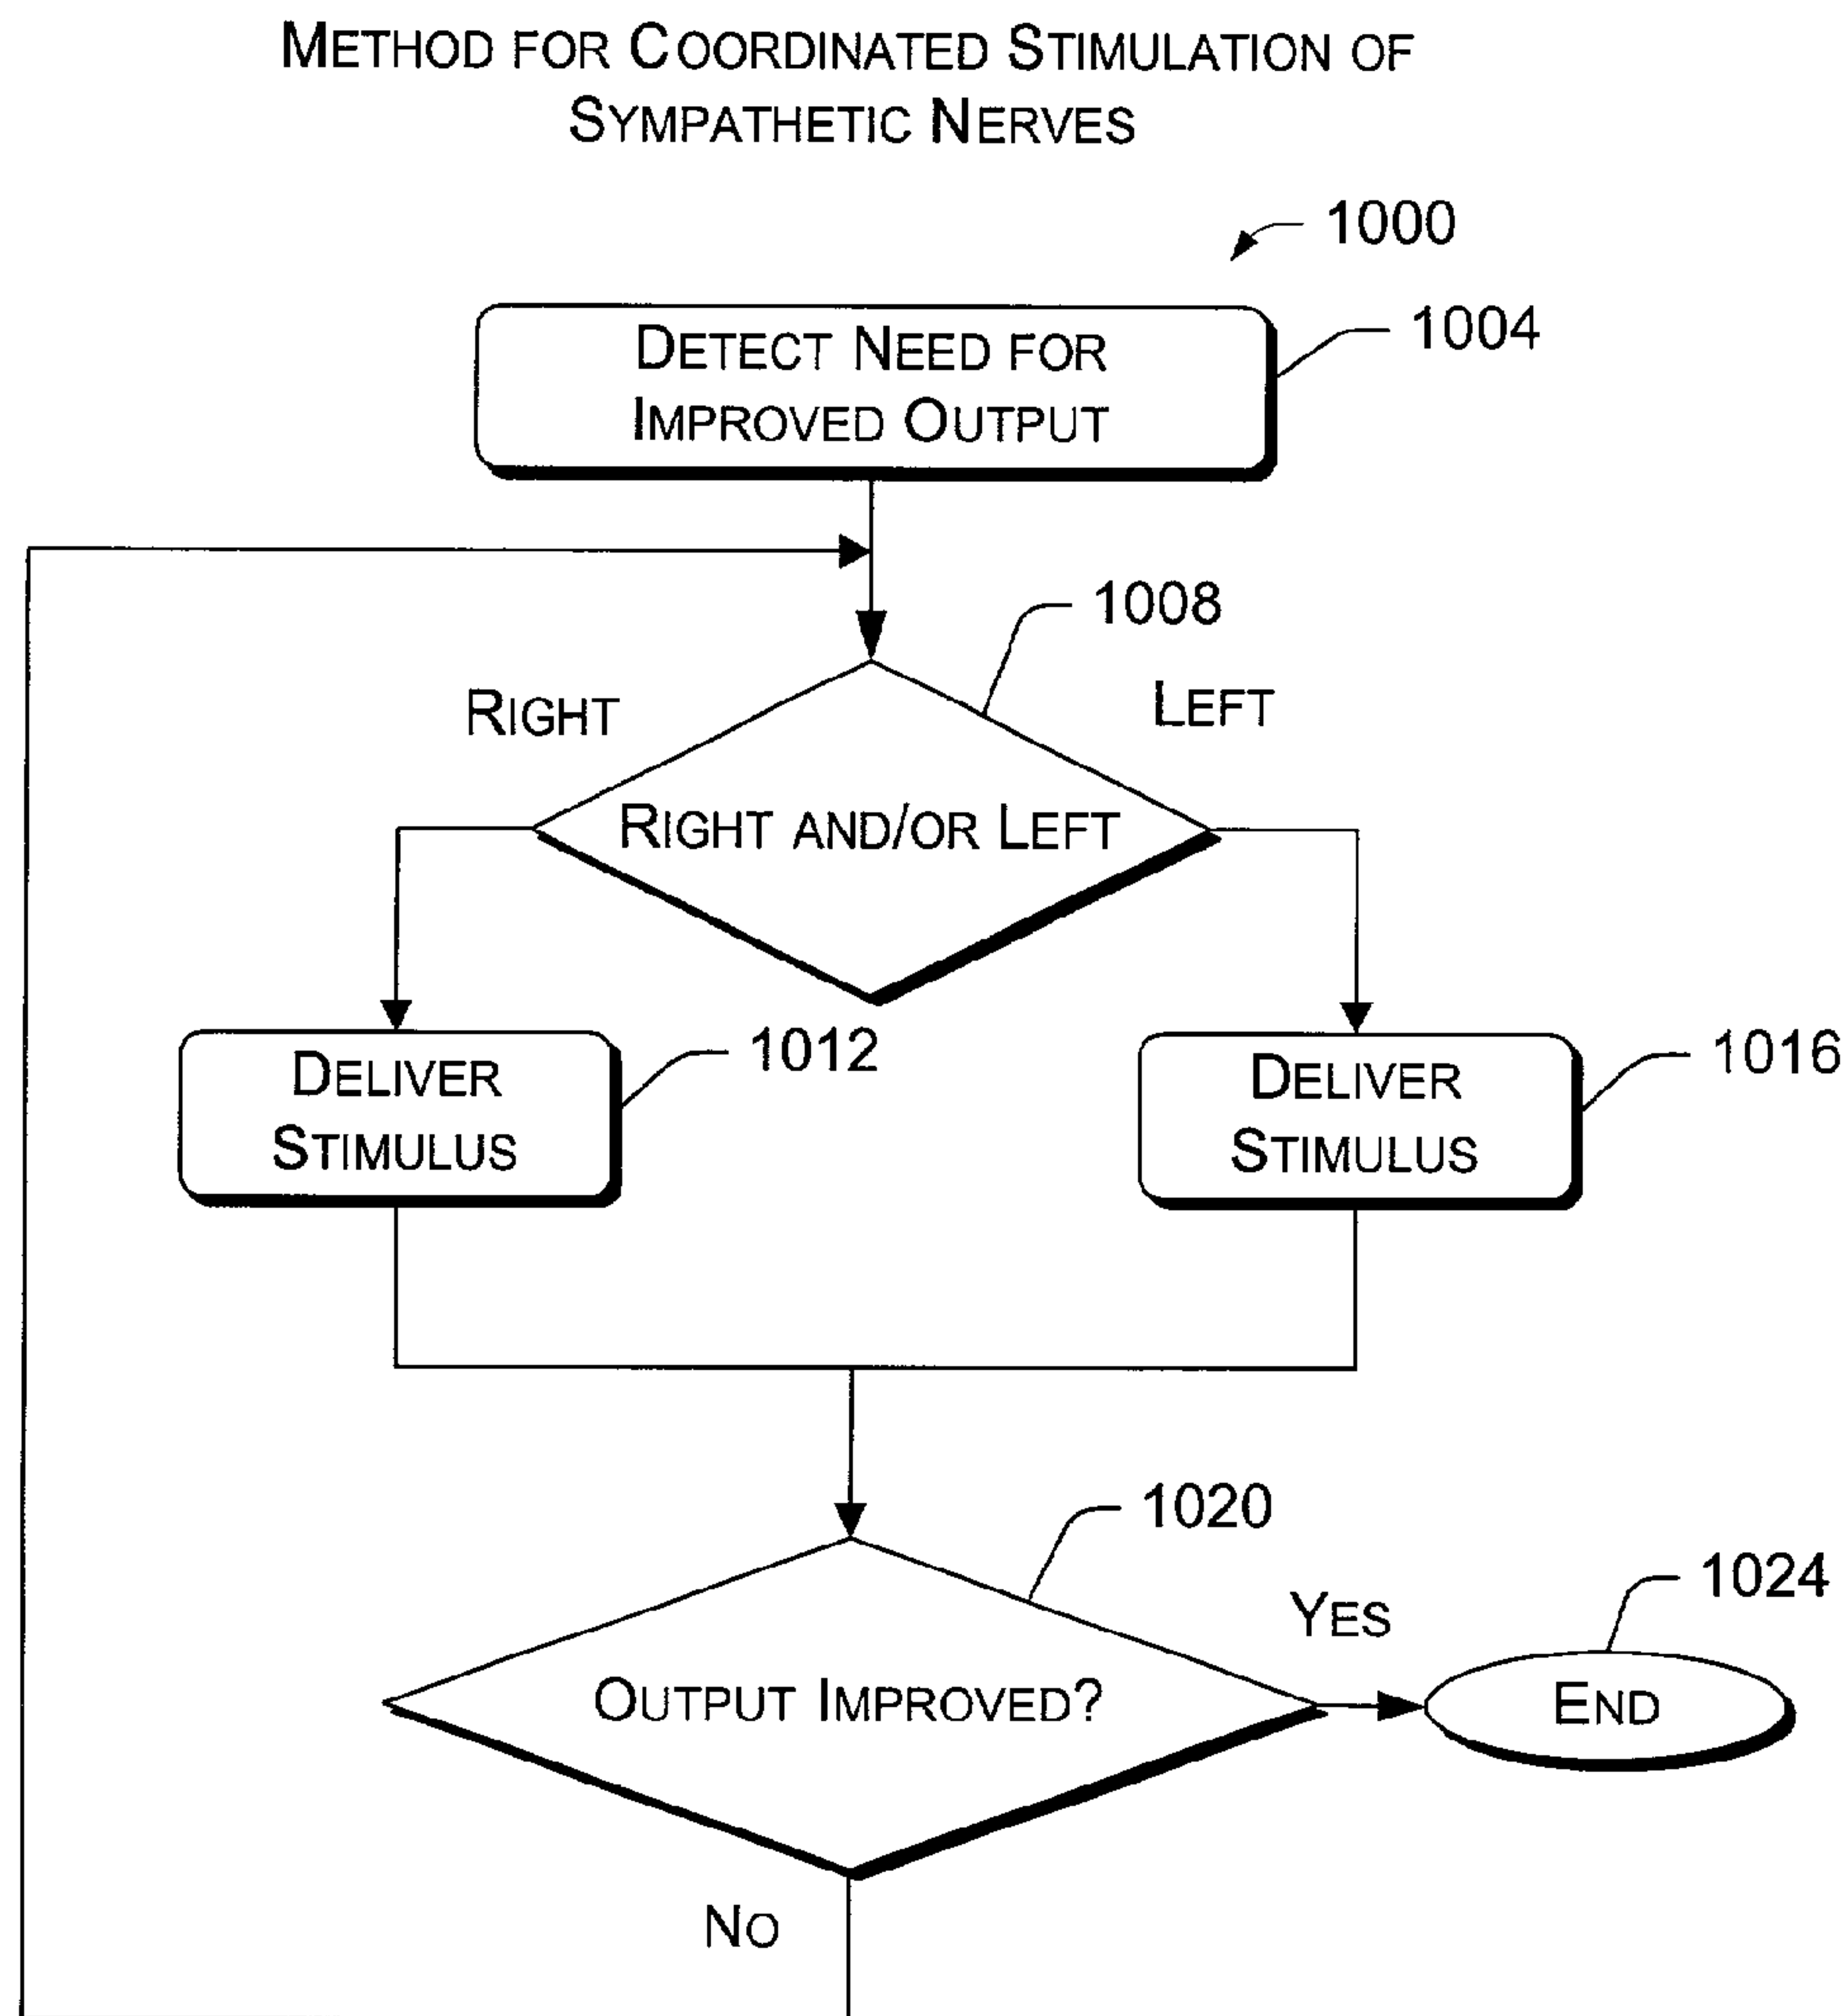 METHOD FOR COORDINATED STIMULATION OF
SYMPATHETIC NERVES
1000
DETECT NEED FOR
IMPROVED OUTPUT
1004
1008
RIGHT
LEFT
RIGHT AND/OR LEFT
DELIVER
STIMULUS
1012
DELIVER
STIMULUS
1016
1020
OUTPUT IMPROVED?
YES
1024
END
NO